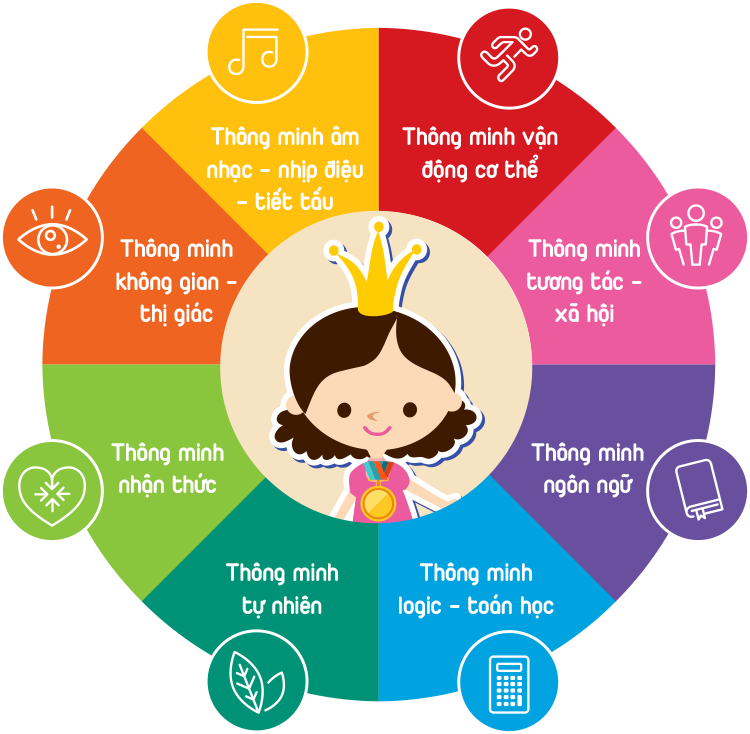 Thông minh âm
nhạc – nhịp điệu
– tiết tấu
Thông minh vận
động cơ thể
Thông minh
tương tác –
xã hội
Thông minh
ngôn ngữ
Thông minh
logic – toán học
Thông minh
tự nhiên
Thông minh
nhận thức
Thông minh
không gian –
thị giác